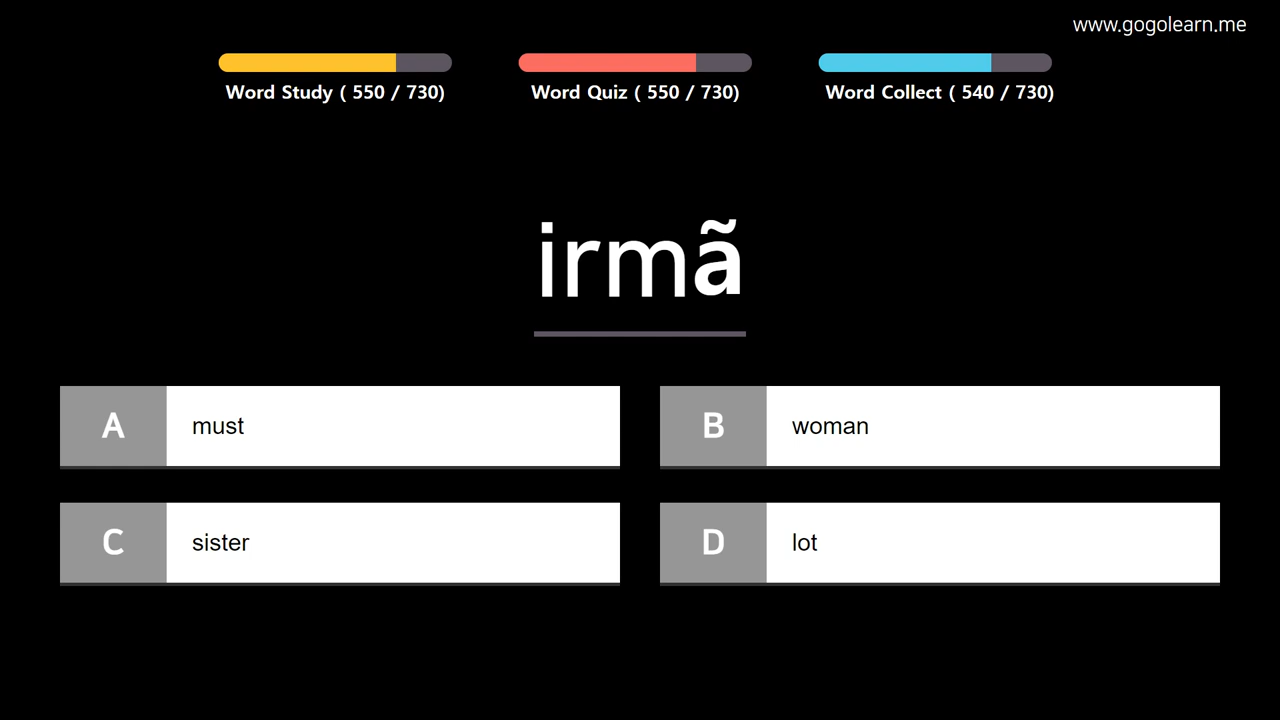 www.gogolearn.me
Word Study ( 550 / 730)
Word Quiz ( 550 / 730)
Word Collect ( 540 / 730)
irmã
A must
B woman
C sister
D lot